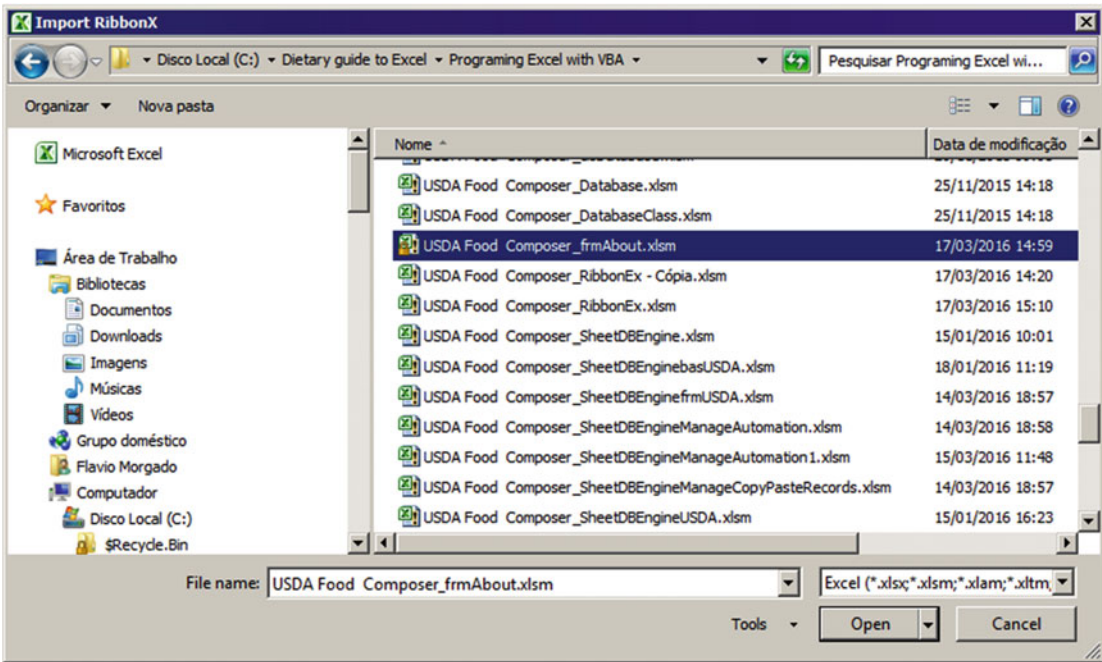 Import RibbonX
Disco Local (C:) Dietary guide to Excel Programing Excel with VBA
Pesquisar Programing Excel wi...
Organizar Nova pasta
Microsoft Excel
Favoritos
Área de Trabalho
Bibliotecas
Documentos
Downloads
Imagens
Músicas
Vídeos
Grupo doméstico
Flavio Morgado
Computador
Disco Local (C:)
$Recycle.Bin
Nome Data de modificação
USDA Food Composer_Database.xlsm 25/11/2015 14:18
USDA Food Composer_DatabaseClass.xlsm 25/11/2015 14:18
USDA Food Composer_frmAbout.xlsm 17/03/2016 14:59
USDA Food Composer_RibbonEx - Cópia.xlsm 17/03/2016 14:20
USDA Food Composer_RibbonEx.xlsm 17/03/2016 15:10
USDA Food Composer_SheetDBEngine.xlsm 15/01/2016 10:01
USDA Food Composer_SheetDBEnginebasUSDA.xlsm 18/01/2016 11:19
USDA Food Composer_SheetDBEnginefrmUSDA.xlsm 14/03/2016 18:57
USDA Food Composer_SheetDBEngineManageAutomation.xlsm 14/03/2016 18:58
USDA Food Composer_SheetDBEngineManageAutomation1.xlsm 15/03/2016 11:48
USDA Food Composer_SheetDBEngineManageCopyPasteRecords.xlsm 14/03/2016 18:57
USDA Food Composer_SheetDBEngineUSDA.xlsm 15/01/2016 16:23
File name: USDA Food Composer_frmAbout.xlsm
Excel (*.xlsx;*.xlsm;*.xlam;*.xltm;
Tools Open Cancel